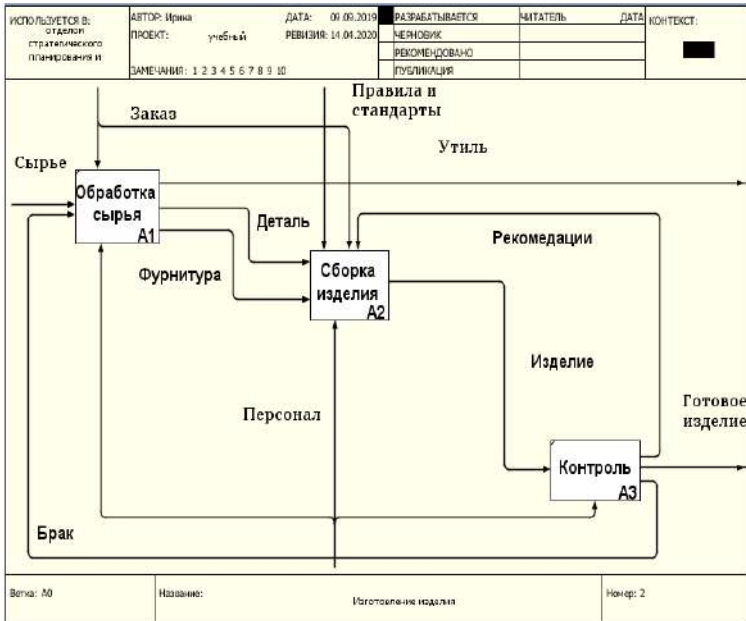 ИСПОЛЬЗУЕТСЯ В:
отделом
стратегического
планирования и
АВТОР: Ирина
ДАТА: 09.09.2019
ПРОЕКТ: учебный
РЕВИЗИЯ: 14.04.2020
ЗАМЕЧАНИЯ: 1 2 3 4 5 6 7 8 9 10
РАЗРАБАТЫВАЕТСЯ
ЧЕРНОВИК
РЕКОМЕНДОВАНО
ПУБЛИКАЦИЯ
ЧИТАТЕЛЬ
ДАТА
КОНТЕКСТ:
Заказ
Правила и
стандарты
Утиль
Сырье
Обработка
сырья
A1
Деталь
Фурнитура
Сборка
изделия
A2
Рекомедации
Изделие
Персонал
Готовое
изделие
Контроль
A3
Брак
Ветка: A0
Название:
Изготовление изделия
Номер: 2